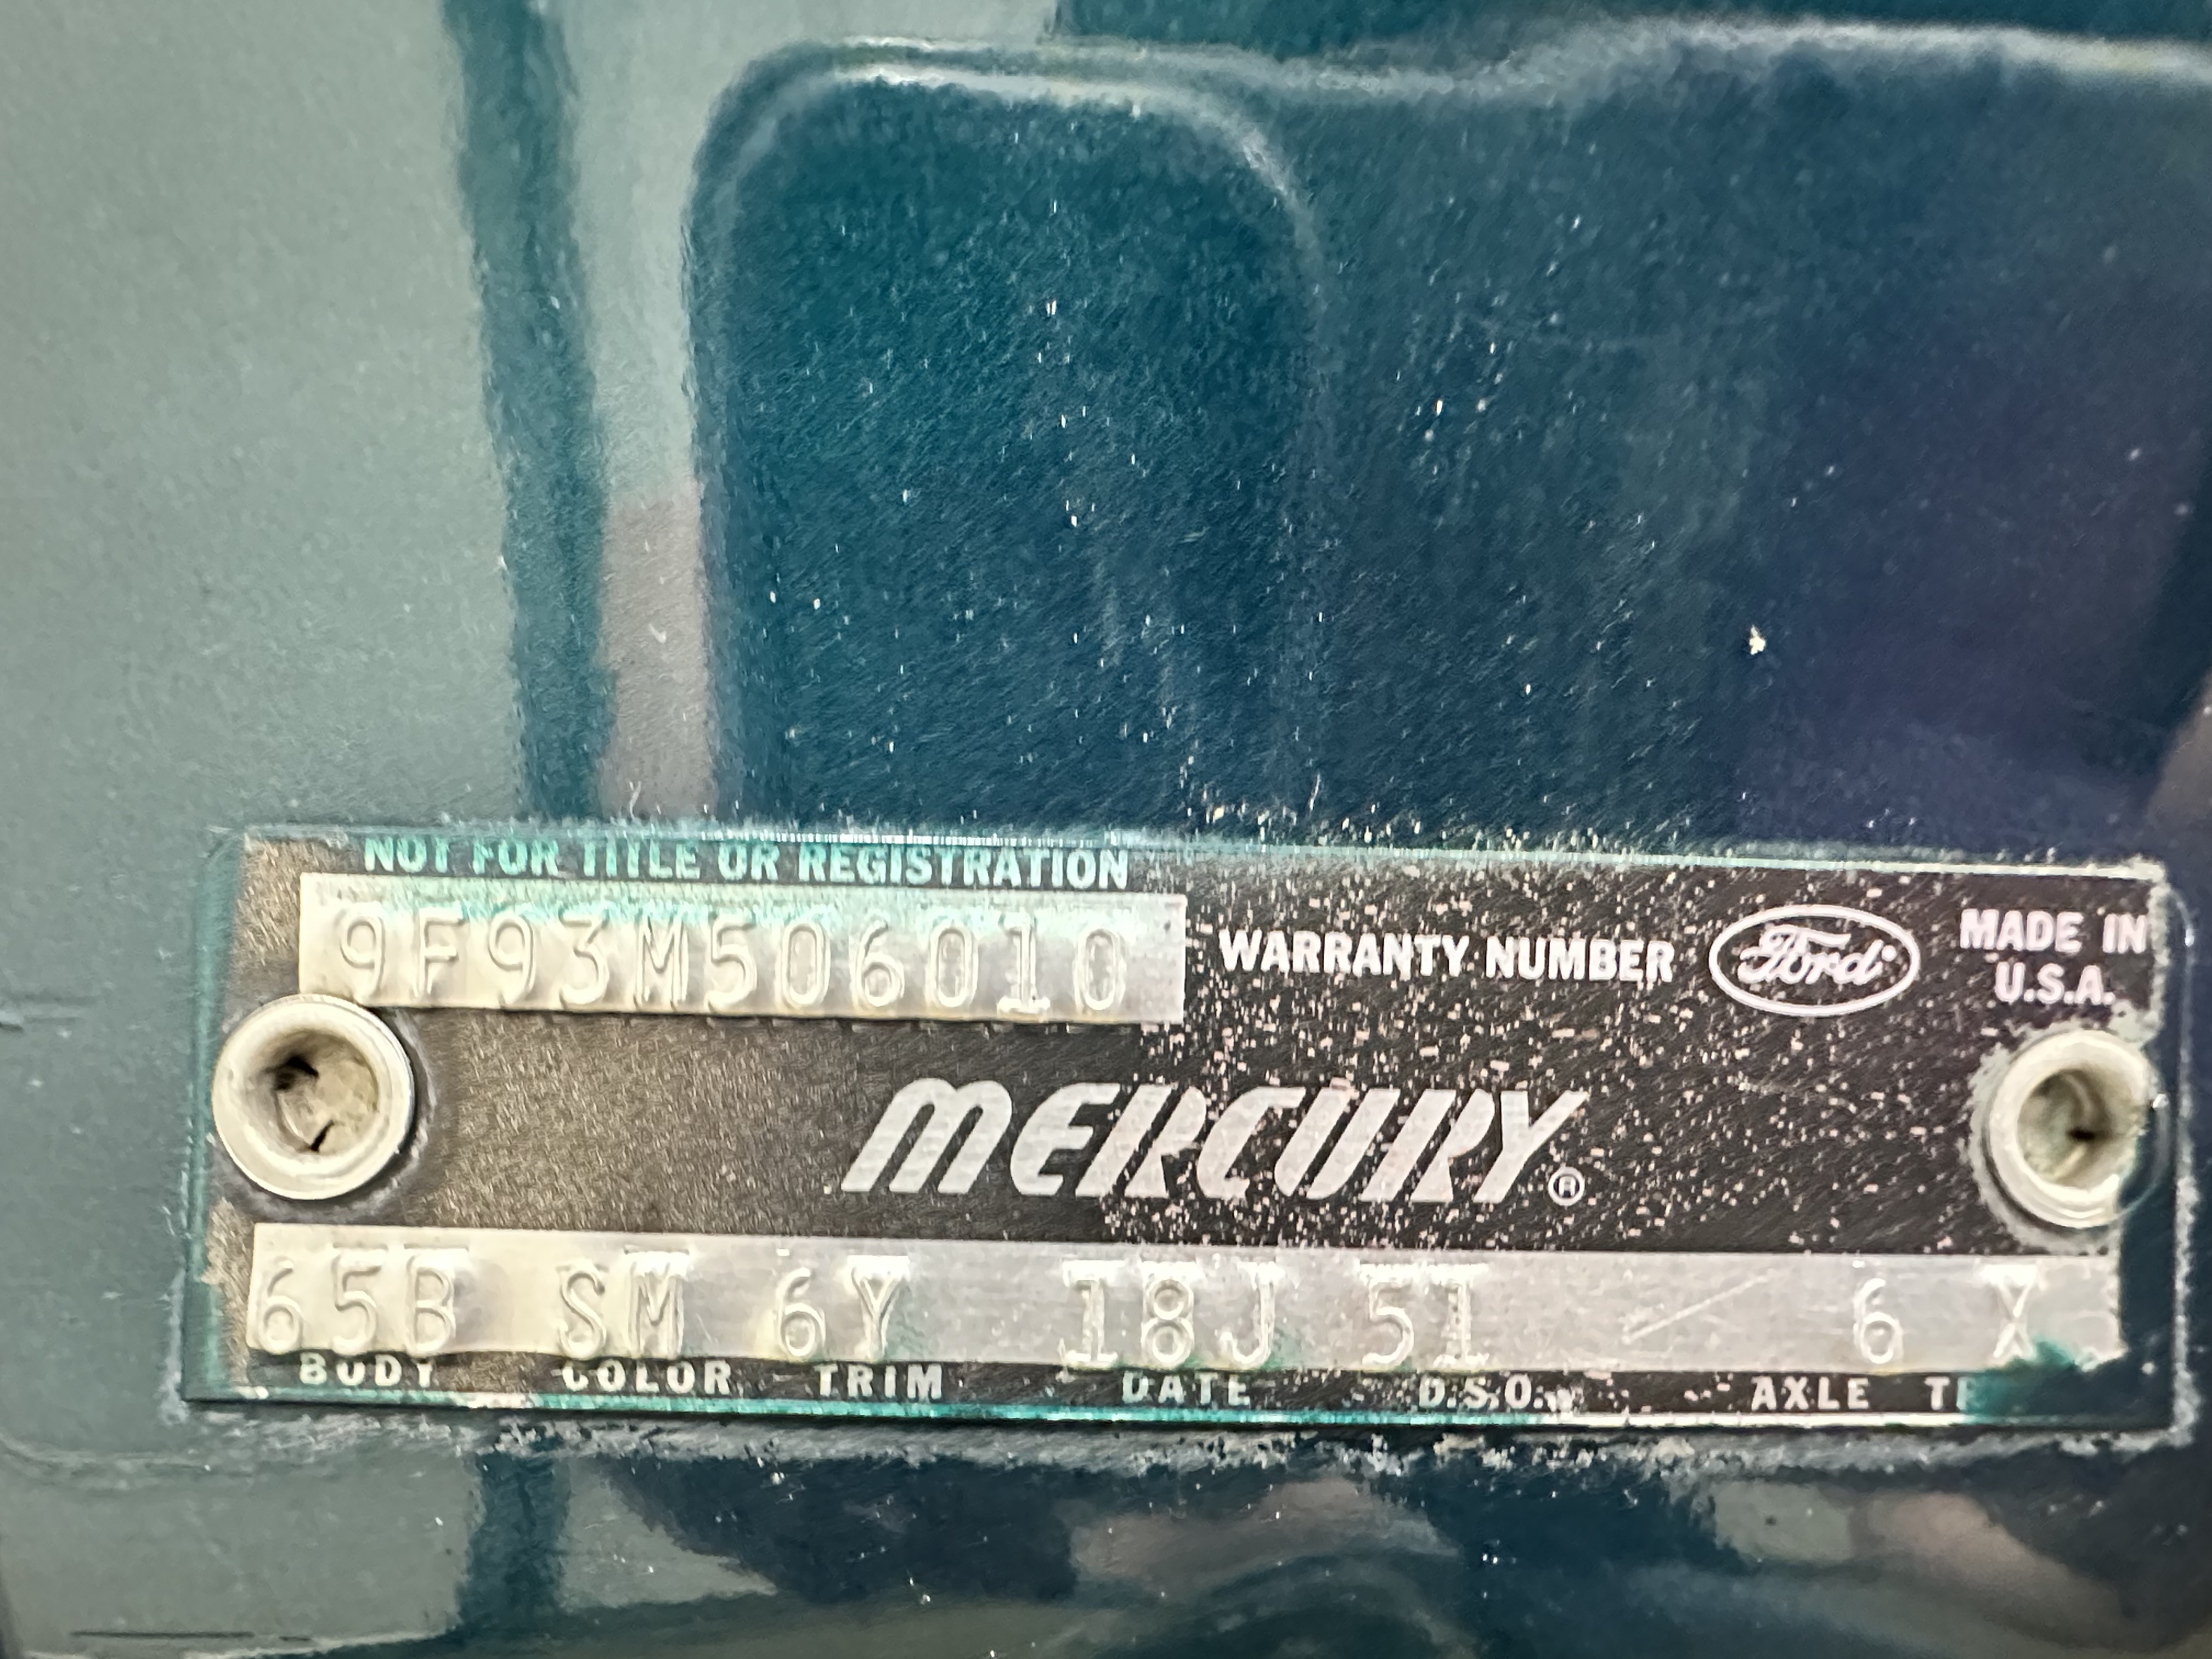 NOT FOR TITLE OR REGISTRATION
9F93M506010 WARRANTY NUMBER Ford MADE IN U.S.A.
MERCURY®
65B SM 6Y 18J 51 6 X
BODY COLOR TRIM DATE D.S.O. AXLE